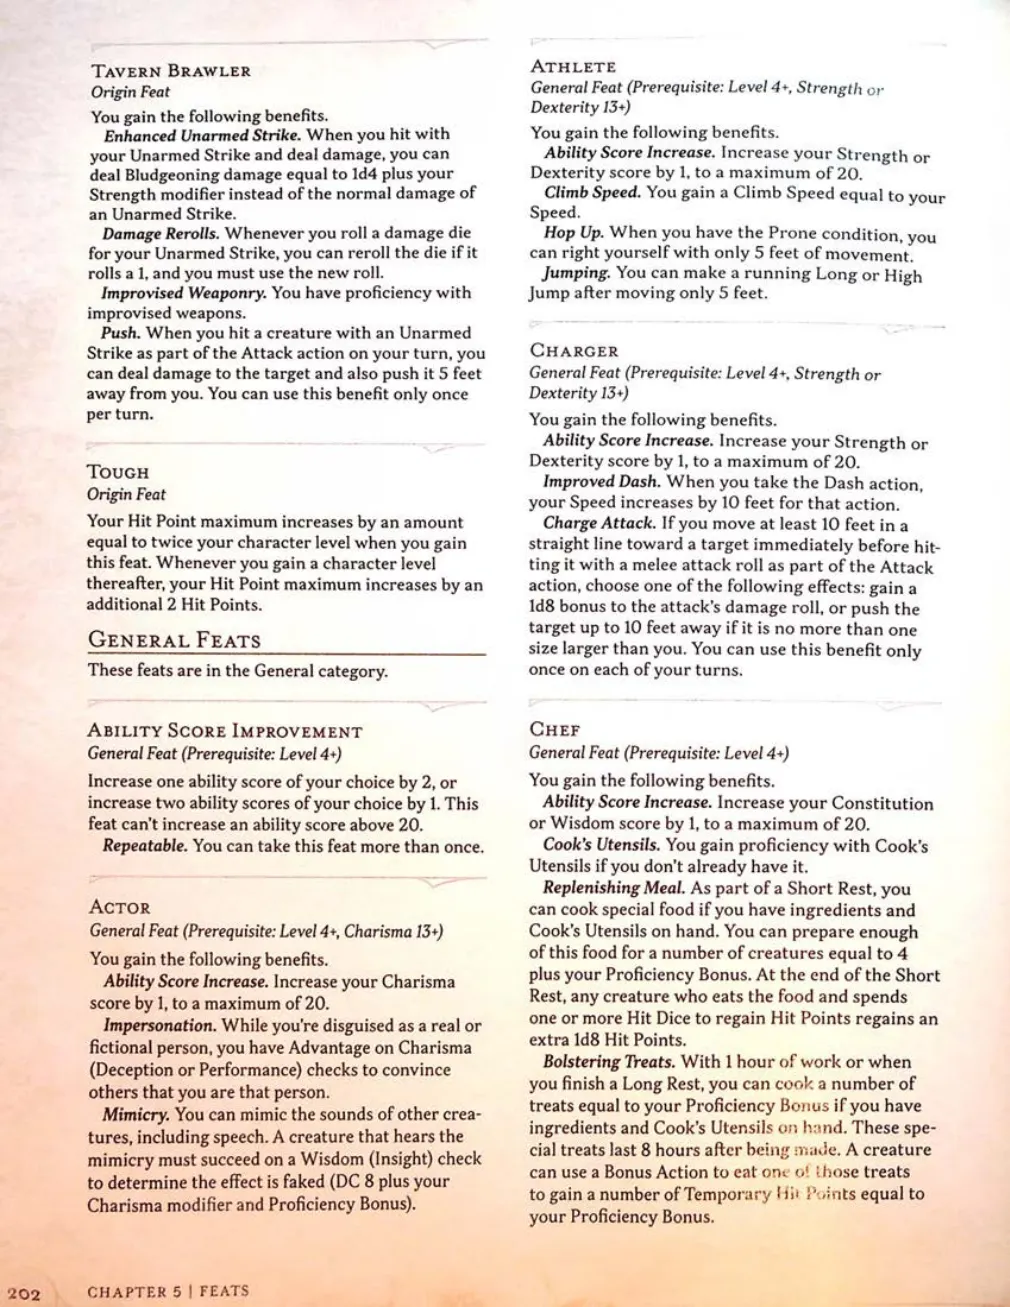 TAVERN BRAWLER
Origin Feat
You gain the following benefits.
Enhanced Unarmed Strike. When you hit with
your Unarmed Strike and deal damage, you can
deal Bludgeoning damage equal to 1d4 plus your
Strength modifier instead of the normal damage of
an Unarmed Strike.
Damage Rerolls. Whenever you roll a damage die
for your Unarmed Strike, you can reroll the die if it
rolls a 1, and you must use the new roll.
Improvised Weaponry. You have proficiency with
improvised weapons.
Push. When you hit a creature with an Unarmed
Strike as part of the Attack action on your turn, you
can deal damage to the target and also push it 5 feet
away from you. You can use this benefit only once
per turn.
TOUGH
Origin Feat
Your Hit Point maximum increases by an amount
equal to twice your character level when you gain
this feat. Whenever you gain a character level
thereafter, your Hit Point maximum increases by an
additional 2 Hit Points.
GENERAL FEATS
These feats are in the General category.
ABILITY SCORE IMPROVEMENT
General Feat (Prerequisite: Level 4+)
Increase one ability score of your choice by 2, or
increase two ability scores of your choice by 1. This
feat can't increase an ability score above 20.
Repeatable. You can take this feat more than once.
ACTOR
General Feat (Prerequisite: Level 4+, Charisma 13+)
You gain the following benefits.
Ability Score Increase. Increase your Charisma
score by 1, to a maximum of 20.
Impersonation. While you're disguised as a real or
fictional person, you have Advantage on Charisma
(Deception or Performance) checks to convince
others that you are that person.
Mimicry. You can mimic the sounds of other crea-
tures, including speech. A creature that hears the
mimicry must succeed on a Wisdom (Insight) check
to determine the effect is faked (DC 8 plus your
Charisma modifier and Proficiency Bonus).
ATHLETE
General Feat (Prerequisite: Level 4+, Strength or
Dexterity 13+)
You gain the following benefits.
Ability Score Increase. Increase your Strength or
Dexterity score by 1, to a maximum of 20.
Climb Speed. You gain a Climb Speed equal to your
Speed.
Hop Up. When you have the Prone condition, you
can right yourself with only 5 feet of movement.
Jumping. You can make a running Long or High
Jump after moving only 5 feet.
CHARGER
General Feat (Prerequisite: Level 4+, Strength or
Dexterity 13+)
You gain the following benefits.
Ability Score Increase. Increase your Strength or
Dexterity score by 1, to a maximum of 20.
Improved Dash. When you take the Dash action,
your Speed increases by 10 feet for that action.
Charge Attack. If you move at least 10 feet in a
straight line toward a target immediately before hit-
ting it with a melee attack roll as part of the Attack
action, choose one of the following effects: gain a
1d8 bonus to the attack's damage roll, or push the
target up to 10 feet away if it is no more than one
size larger than you. You can use this benefit only
once on each of your turns.
CHEF
General Feat (Prerequisite: Level 4+)
You gain the following benefits.
Ability Score Increase. Increase your Constitution
or Wisdom score by 1, to a maximum of 20.
Cook's Utensils. You gain proficiency with Cook's
Utensils if you don't already have it.
Replenishing Meal. As part of a Short Rest, you
can cook special food if you have ingredients and
Cook's Utensils on hand. You can prepare enough
of this food for a number of creatures equal to 4
plus your Proficiency Bonus. At the end of the Short
Rest, any creature who eats the food and spends
one or more Hit Dice to regain Hit Points regains an
extra 1d8 Hit Points.
Bolstering Treats. With 1 hour of work or when
you finish a Long Rest, you can cook a number of
treats equal to your Proficiency Bonus if you have
ingredients and Cook's Utensils on hand. These spe-
cial treats last 8 hours after being made. A creature
can use a Bonus Action to eat one of those treats
to gain a number of Temporary Hit Points equal to
your Proficiency Bonus.
202 CHAPTER 5 | FEATS